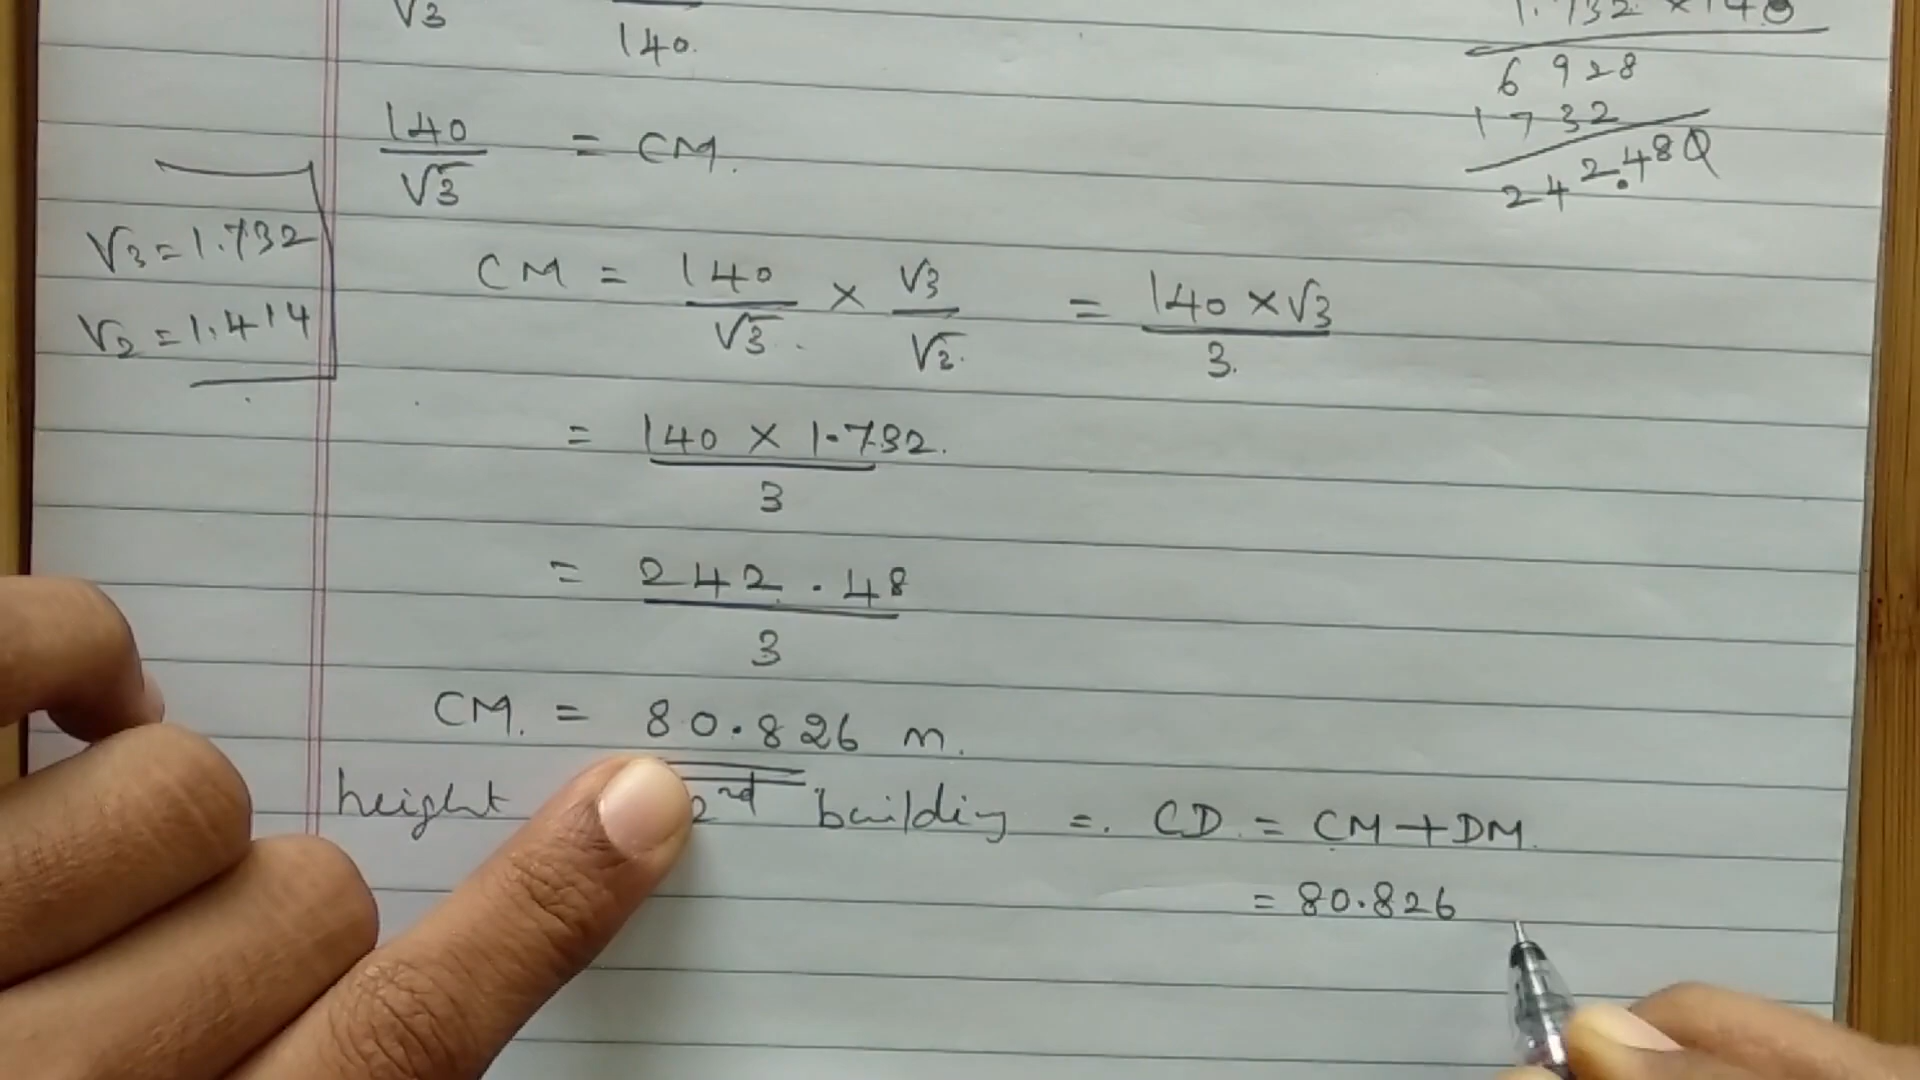 √3
140.
1.732 × 140
6928
1732
242.480
140/√3 = CM.
√3 = 1.732
√2 = 1.414
CM = 140/√3 × √3/√3 = 140 × √3/3
= 140 × 1.732/3
= 242.48/3
CM = 80.826 m.
height 2nd building = CD = CM + DM
= 80.826